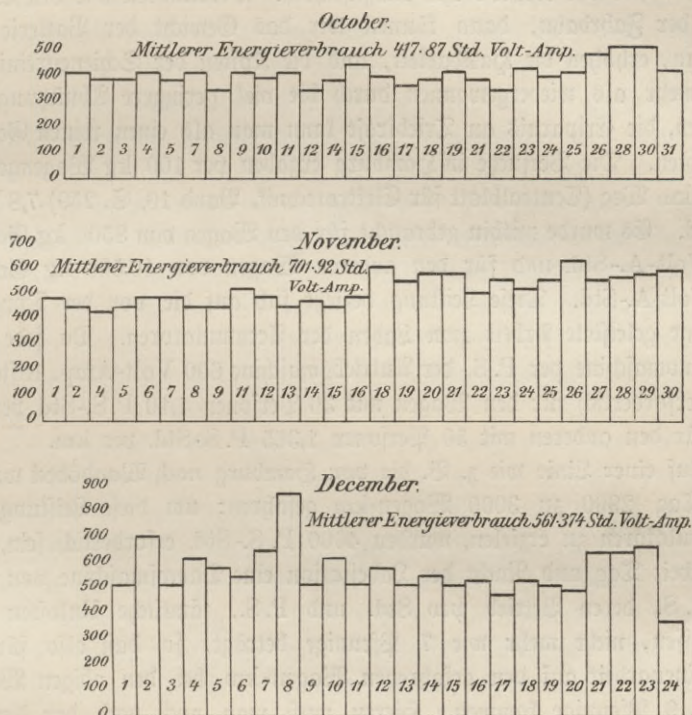 October.
500
Mittlerer Energieverbrauch 417·87 Std. Volt-Amp.
400
300
200
100 1 2 3 4 5 7 8 9 10 11 12 14 15 16 17 18 19 21 22 23 24 25 26 28 30 31
0
700
November.
600
Mittlerer Energieverbrauch 701·92 Std.
Volt-Amp.
500
400
300
200
100 1 2 4 5 6 7 8 9 11 12 13 14 15 16 18 19 20 21 22 23 25 26 27 28 29 30
0
December.
900
800
Mittlerer Energieverbrauch 561·374 Std. Volt-Amp.
700
600
500
400
300
200
100 1 2 3 4 5 6 7 8 9 10 11 12 13 14 15 16 17 18 19 20 21 22 23 24
0